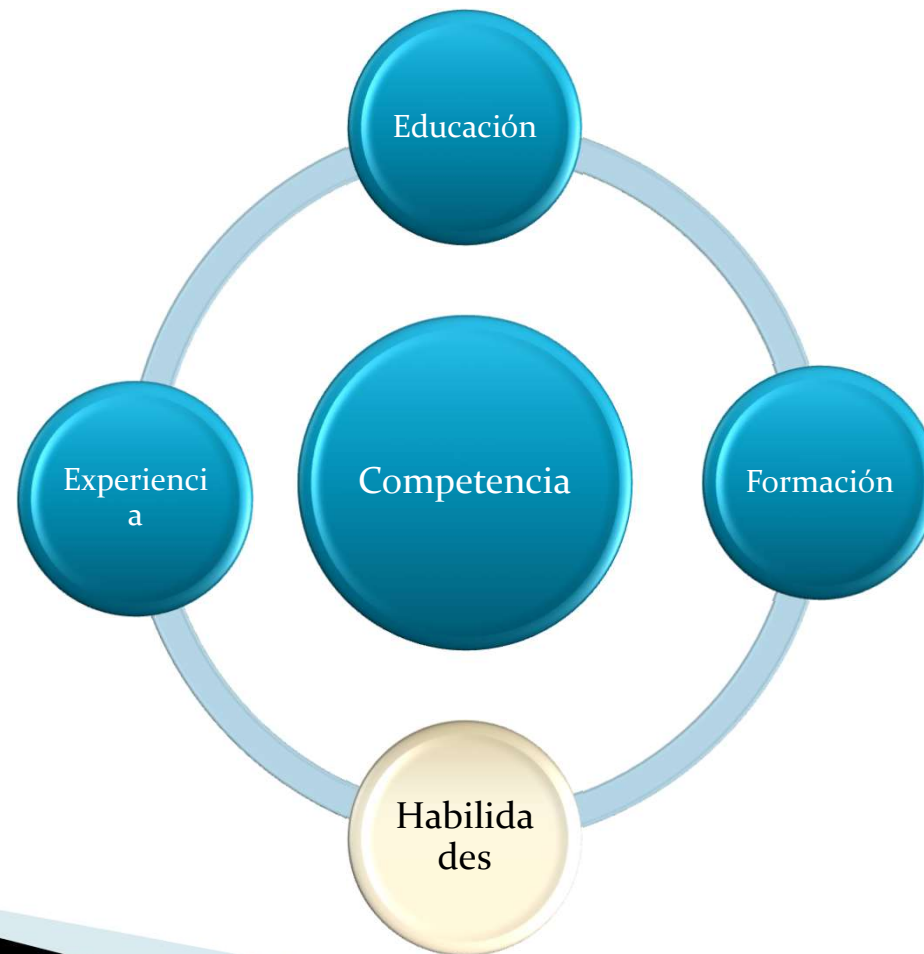 Educación
Experienci
a
Competencia
Formación
Habilida
des